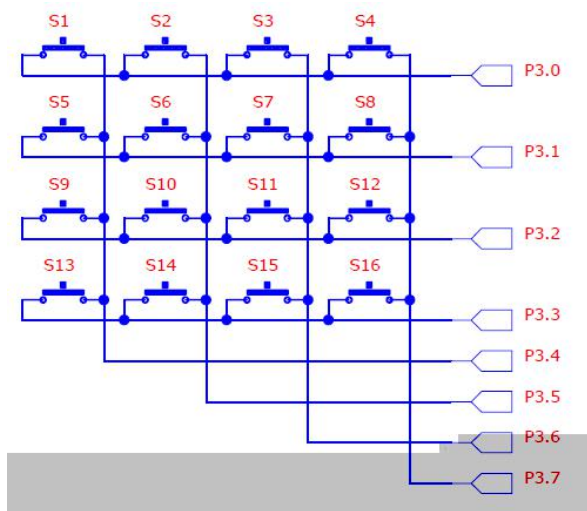 S1 S2 S3 S4
P3.0
S5 S6 S7 S8
P3.1
S9 S10 S11 S12
P3.2
S13 S14 S15 S16
P3.3
P3.4
P3.5
P3.6
P3.7